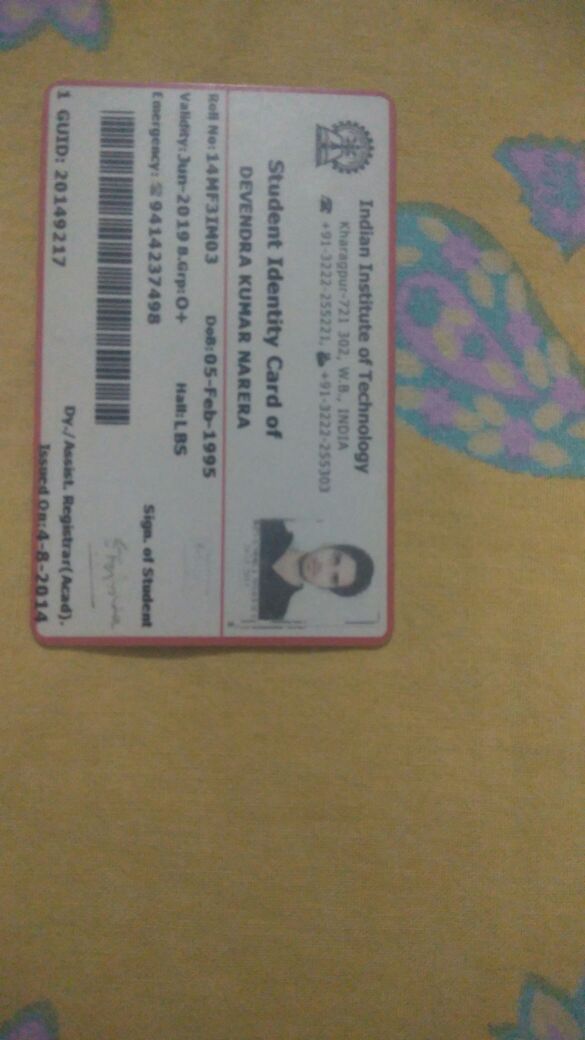 Indian Institute of Technology
Kharagpur-721 302, W.B., INDIA
☎ +91-3222-255221, +91-3222-255303
Student Identity Card of
DEVENDRA KUMAR NARERA
Roll No:14MF3IM03 DoB:05-Feb-1995
Validity:Jun-2019 B.Grp:O+ Hall:LBS
Emergency: ☎9414237498 Sign. of Student
1 GUID: 20149217 Dy./Assist. Registrar(Acad).
Issued On:4-8-2014